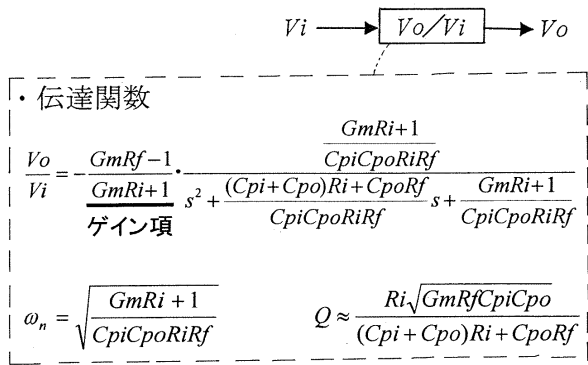 Vi → Vo/Vi → Vo
・伝達関数
Vo/Vi = -(GmRf-1)/(GmRi+1)・((GmRi+1)/(CpiCpoRiRf))/(s^2+((Cpi+Cpo)Ri+CpoRf)/(CpiCpoRiRf) s+(GmRi+1)/(CpiCpoRiRf))
ゲイン項
ω_n = √((GmRi+1)/(CpiCpoRiRf)) Q≈(Ri√(GmRfCpiCpo))/((Cpi+Cpo)Ri+CpoRf)